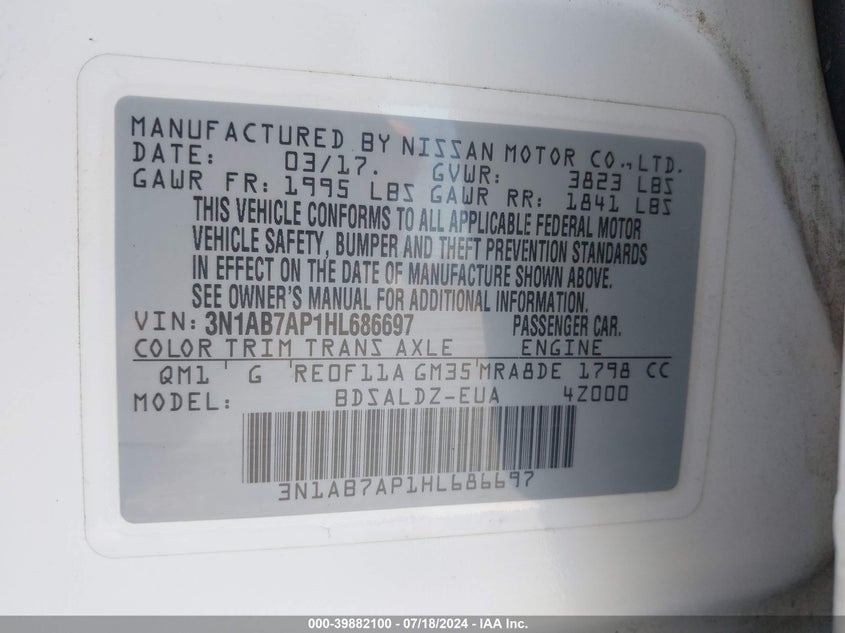 MANUFACTURED BY NISSAN MOTOR CO., LTD.
DATE: 03/17. GVWR: 3823 LBS
GAWR FR: 1995 LBS GAWR RR: 1841 LBS
THIS VEHICLE CONFORMS TO ALL APPLICABLE FEDERAL MOTOR
VEHICLE SAFETY, BUMPER AND THEFT PREVENTION STANDARDS
IN EFFECT ON THE DATE OF MANUFACTURE SHOWN ABOVE.
SEE OWNER'S MANUAL FOR ADDITIONAL INFORMATION.
VIN: 3N1AB7AP1HL686697 PASSENGER CAR.
COLOR TRIM TRANS AXLE ENGINE
QM1 G RE0F11A GM35 MRA8DE 1798 CC
MODEL: BDSALDZ-EUA 4Z000
3N1AB7AP1HL686697
000-39882100 - 07/18/2024 - IAA Inc.